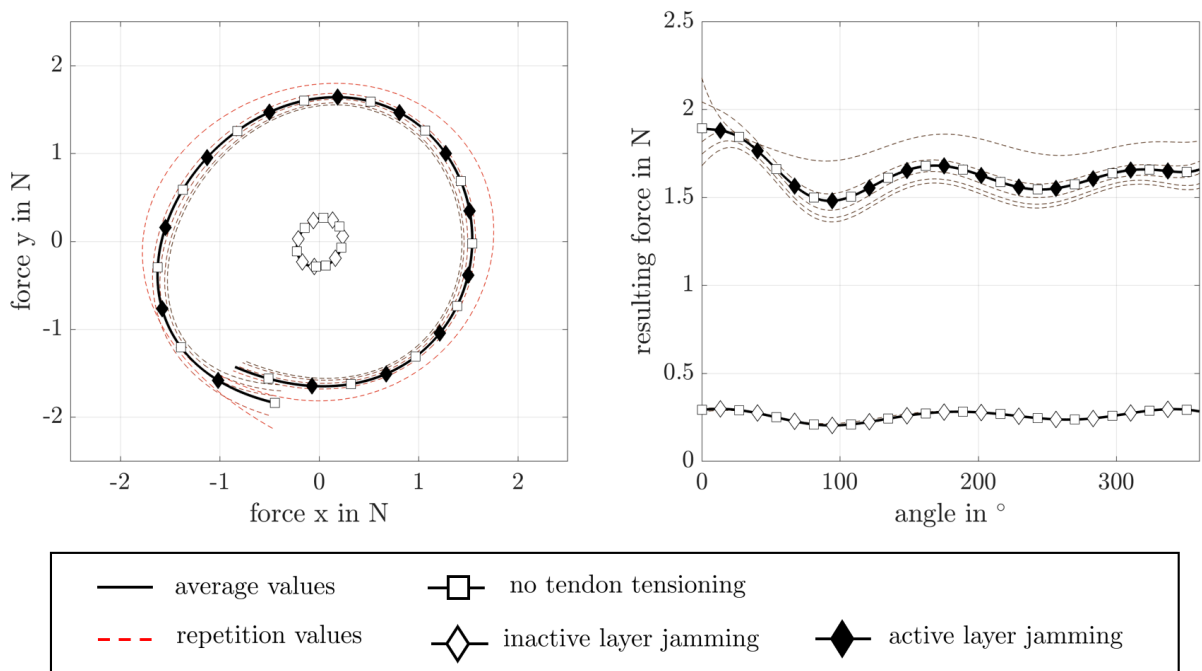 2
1
0
-1
-2
force y in N
-2 -1 0 1 2
force x in N
2.5
2
1.5
1
0.5
0
resulting force in N
0 100 200 300
angle in °
average values
no tendon tensioning
repetition values
inactive layer jamming
active layer jamming